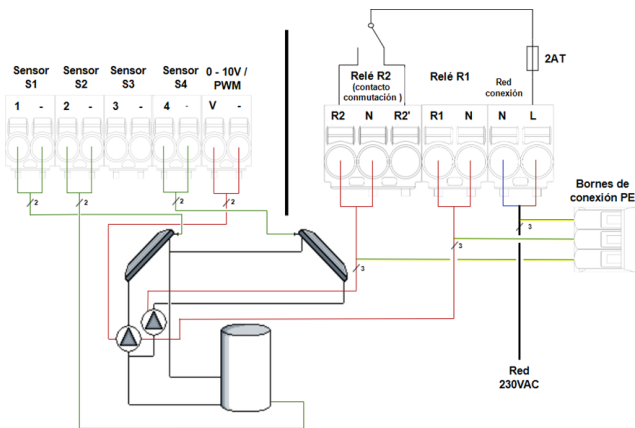 Sensor S1
Sensor S2
Sensor S3
Sensor S4
0 - 10V / PWM
1 - 2 - 3 - 4 - V -
2
2
2
2
Relé R2
(contacto conmutación )
Relé R1
Red conexión
2AT
R2 N R2' R1 N N L
3
3
3
Bornes de conexión PE
Red 230VAC